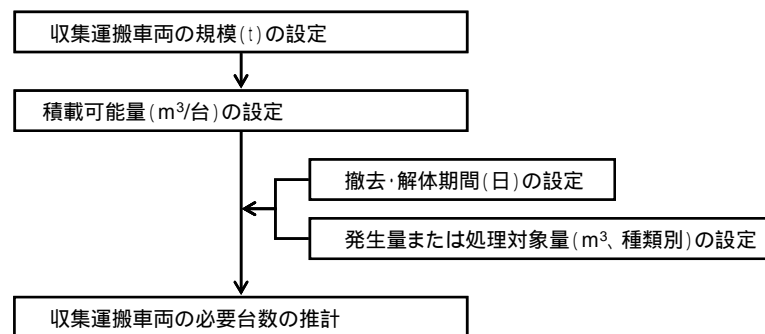 収集運搬車両の規模(t)の設定
積載可能量(m³/台)の設定
撤去・解体期間(日)の設定
発生量または処理対象量(m³、種類別)の設定
収集運搬車両の必要台数の推計